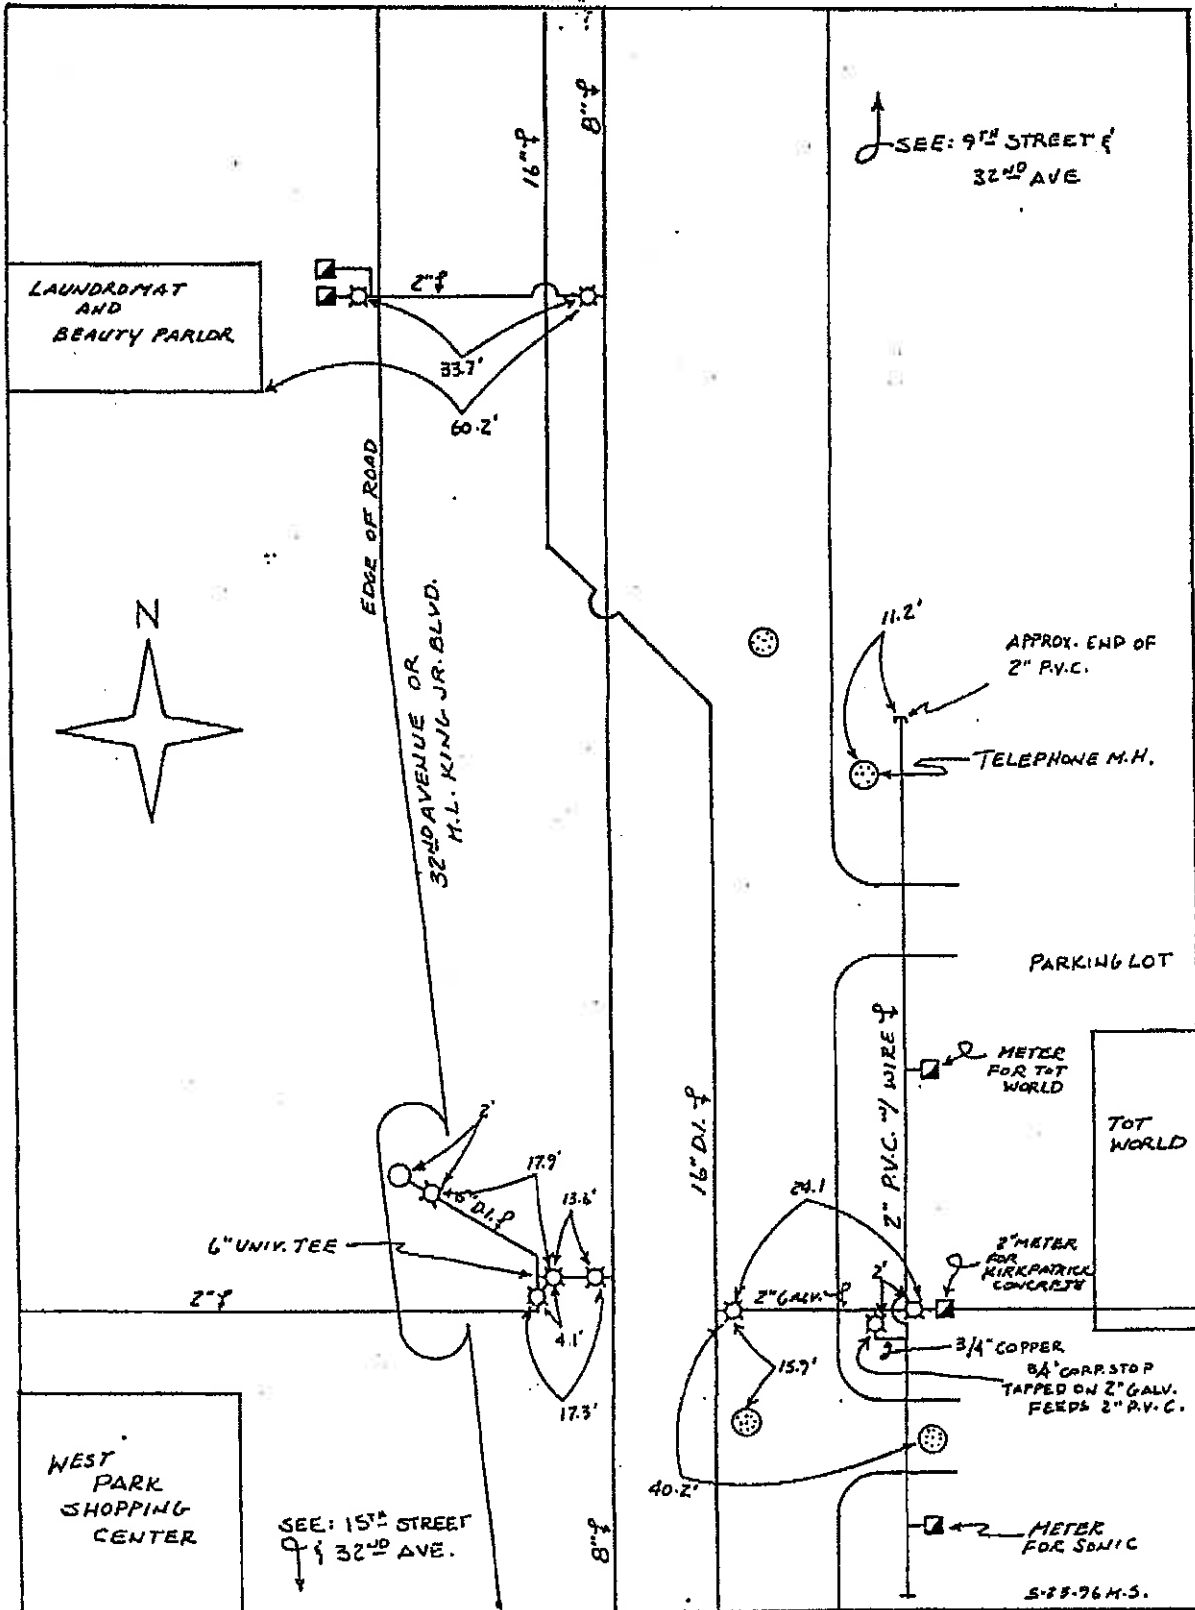 16" ⅊
8" ⅊
SEE: 9TH STREET &
32ND AVE
LAUNDROMAT
AND
BEAUTY PARLOR
2" ⅊
33.7'
60.2'
EDGE OF ROAD
N
32ND AVENUE OR
M.L. KING JR. BLVD.
11.2'
APPROX. END OF
2" P.V.C.
TELEPHONE M.H.
PARKING LOT
2" P.V.C. W/ WIRE ⅊
METER
FOR TOT
WORLD
TOT
WORLD
16" D.I. ⅊
2'
17.9'
13.6'
D.I. ⅊
6" UNIV. TEE
2" ⅊
4.1'
17.3'
24.1
2" GALV. ⅊
2'
2" METER
FOR
KIRKPATRICK
CONCRETE
3/4" COPPER
3/4" CORP. STOP
TAPPED ON 2" GALV.
FEEDS 2" P.V.C.
15.9'
40.2'
WEST
PARK
SHOPPING
CENTER
SEE: 15TH STREET
& 32ND AVE.
8" ⅊
METER
FOR SONIC
5-23-96 M.S.